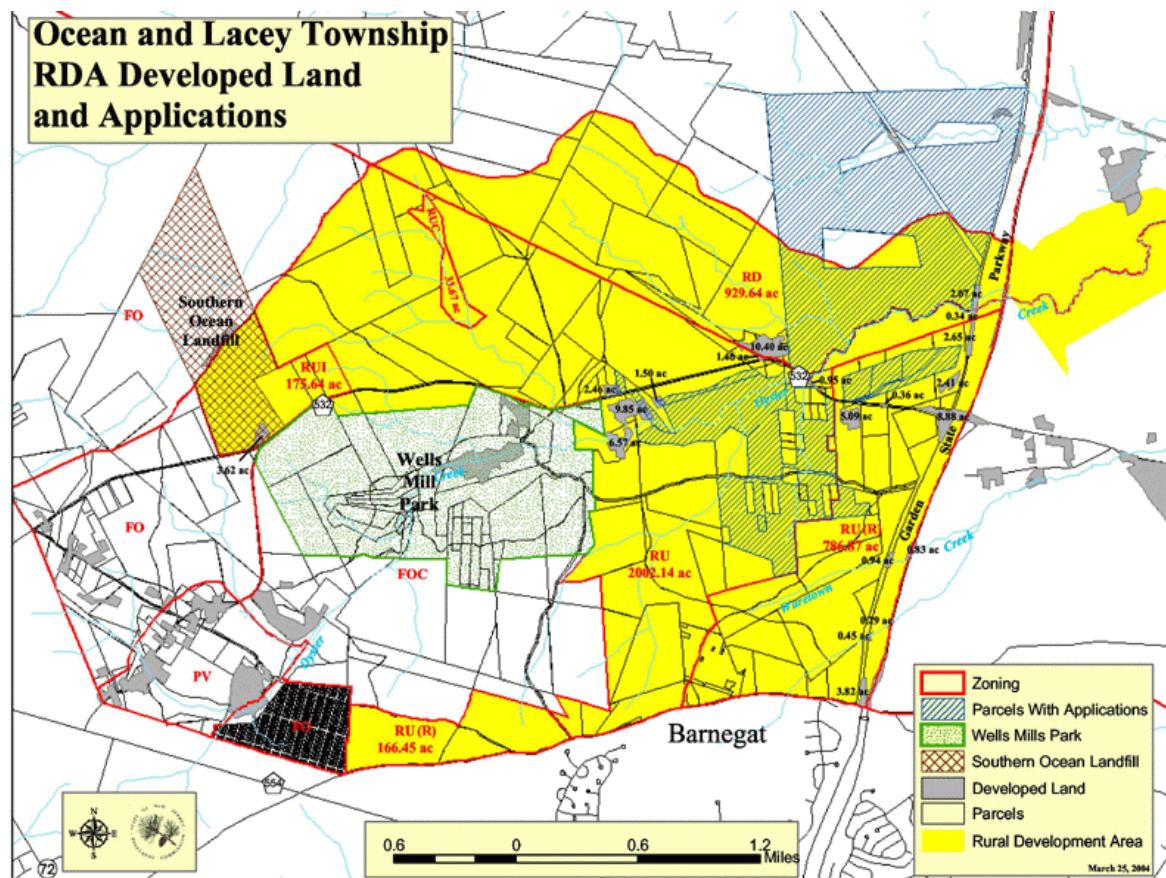 Ocean and Lacey Township
RDA Developed Land
and Applications
RUC
33.67 ac
RD
929.64 ac
Parkway
2.07 ac
0.34 ac
Creek
2.65 ac
FO
Southern
Ocean
Landfill
RUI
175.64 ac
532
10.40 ac
1.46 ac
1.50 ac
532
0.95 ac
2.46 ac
Oyster
0.36 ac
2.41 ac
9.85 ac
5.09 ac
8.88 ac
6.57 ac
State
3.62 ac
Wells
Mill
Park
Creek
FO
Garden
RU (R)
786.87 ac
RU
2002.14 ac
0.83 ac
Creek
0.94 ac
FOC
Waretown
0.29 ac
0.45 ac
Oyster
PV
3.82 ac
FO
RU (R)
166.45 ac
Barnegat
554
72
N
W E
S
0.6 0 0.6 1.2
Miles
Zoning
Parcels With Applications
Wells Mills Park
Southern Ocean Landfill
Developed Land
Parcels
Rural Development Area
March 25, 2004